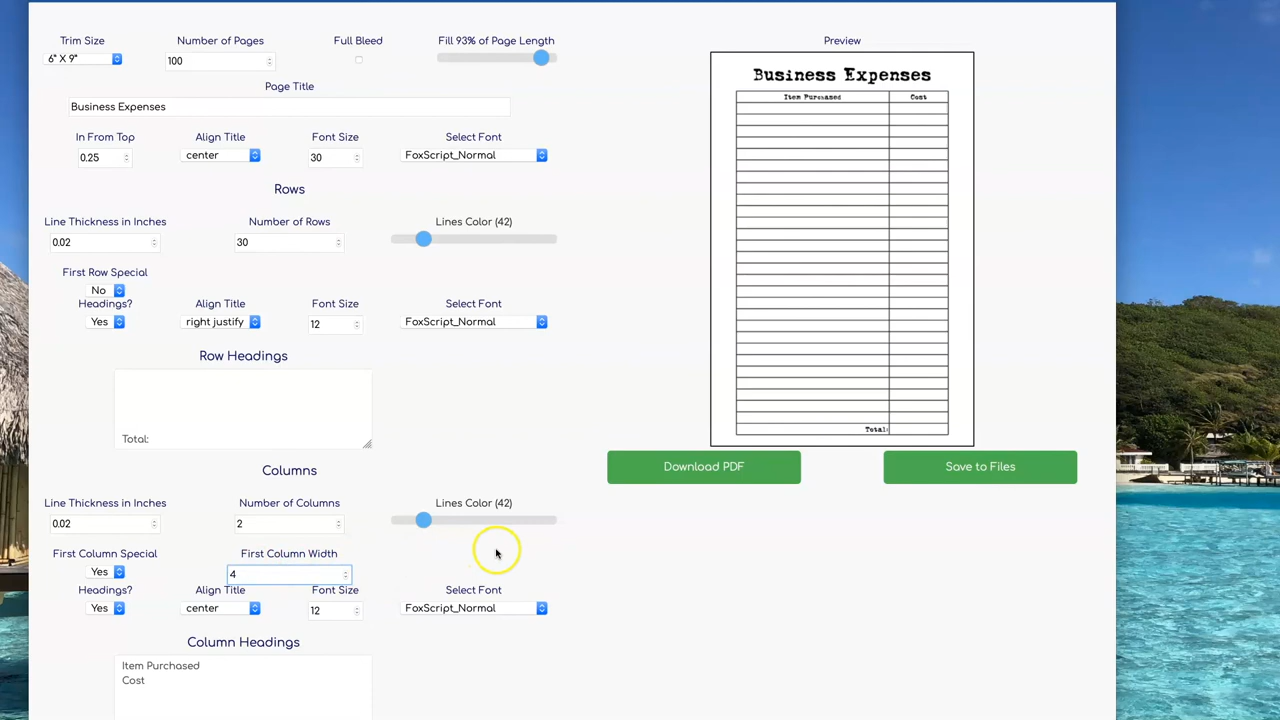 Trim Size Number of Pages Full Bleed Fill 93% of Page Length
6" X 9" 100
Page Title
Business Expenses
In From Top Align Title Font Size Select Font
0.25 center 30 FoxScript_Normal
Rows
Line Thickness in Inches Number of Rows Lines Color (42)
0.02 30
First Row Special
No
Headings? Align Title Font Size Select Font
Yes right justify 12 FoxScript_Normal
Row Headings
Total:
Columns
Line Thickness in Inches Number of Columns Lines Color (42)
0.02 2
First Column Special First Column Width
Yes 4
Headings? Align Title Font Size Select Font
Yes center 12 FoxScript_Normal
Column Headings
Item Purchased
Cost
Preview
Business Expenses
Item Purchased Cost
Total:
Download PDF Save to Files